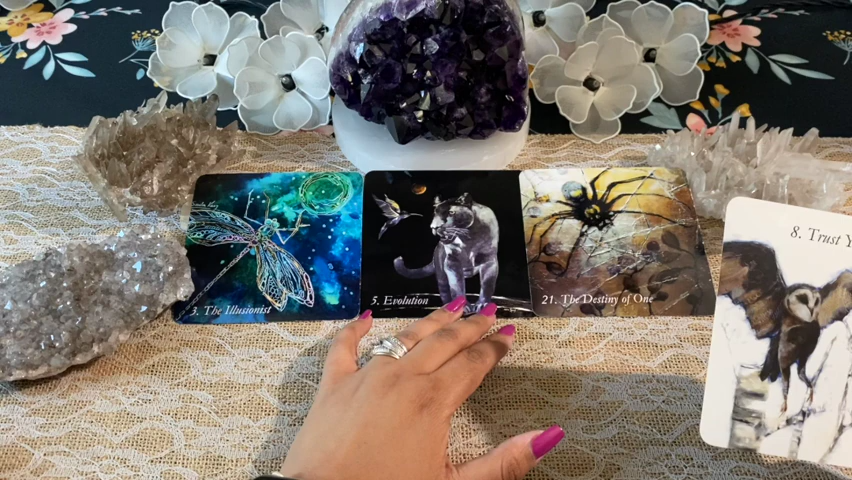 3. The Illusionist
5. Evolution
21. The Destiny of One
8. Trust